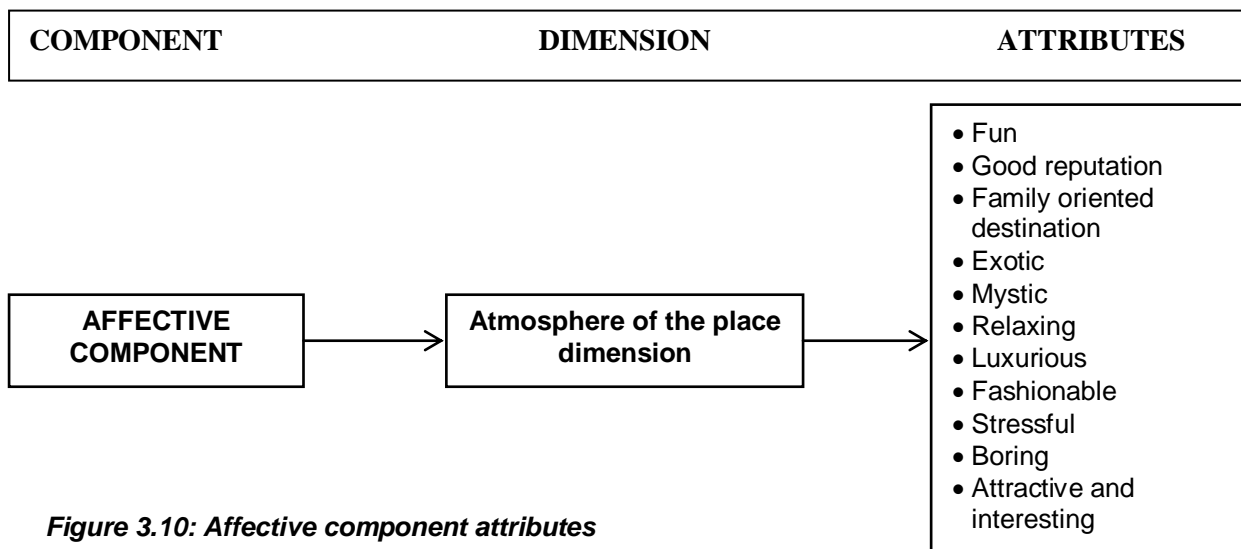 COMPONENT DIMENSION ATTRIBUTES
AFFECTIVE
COMPONENT
Atmosphere of the place
dimension
• Fun
• Good reputation
• Family oriented
destination
• Exotic
• Mystic
• Relaxing
• Luxurious
• Fashionable
• Stressful
• Boring
• Attractive and
interesting
Figure 3.10: Affective component attributes